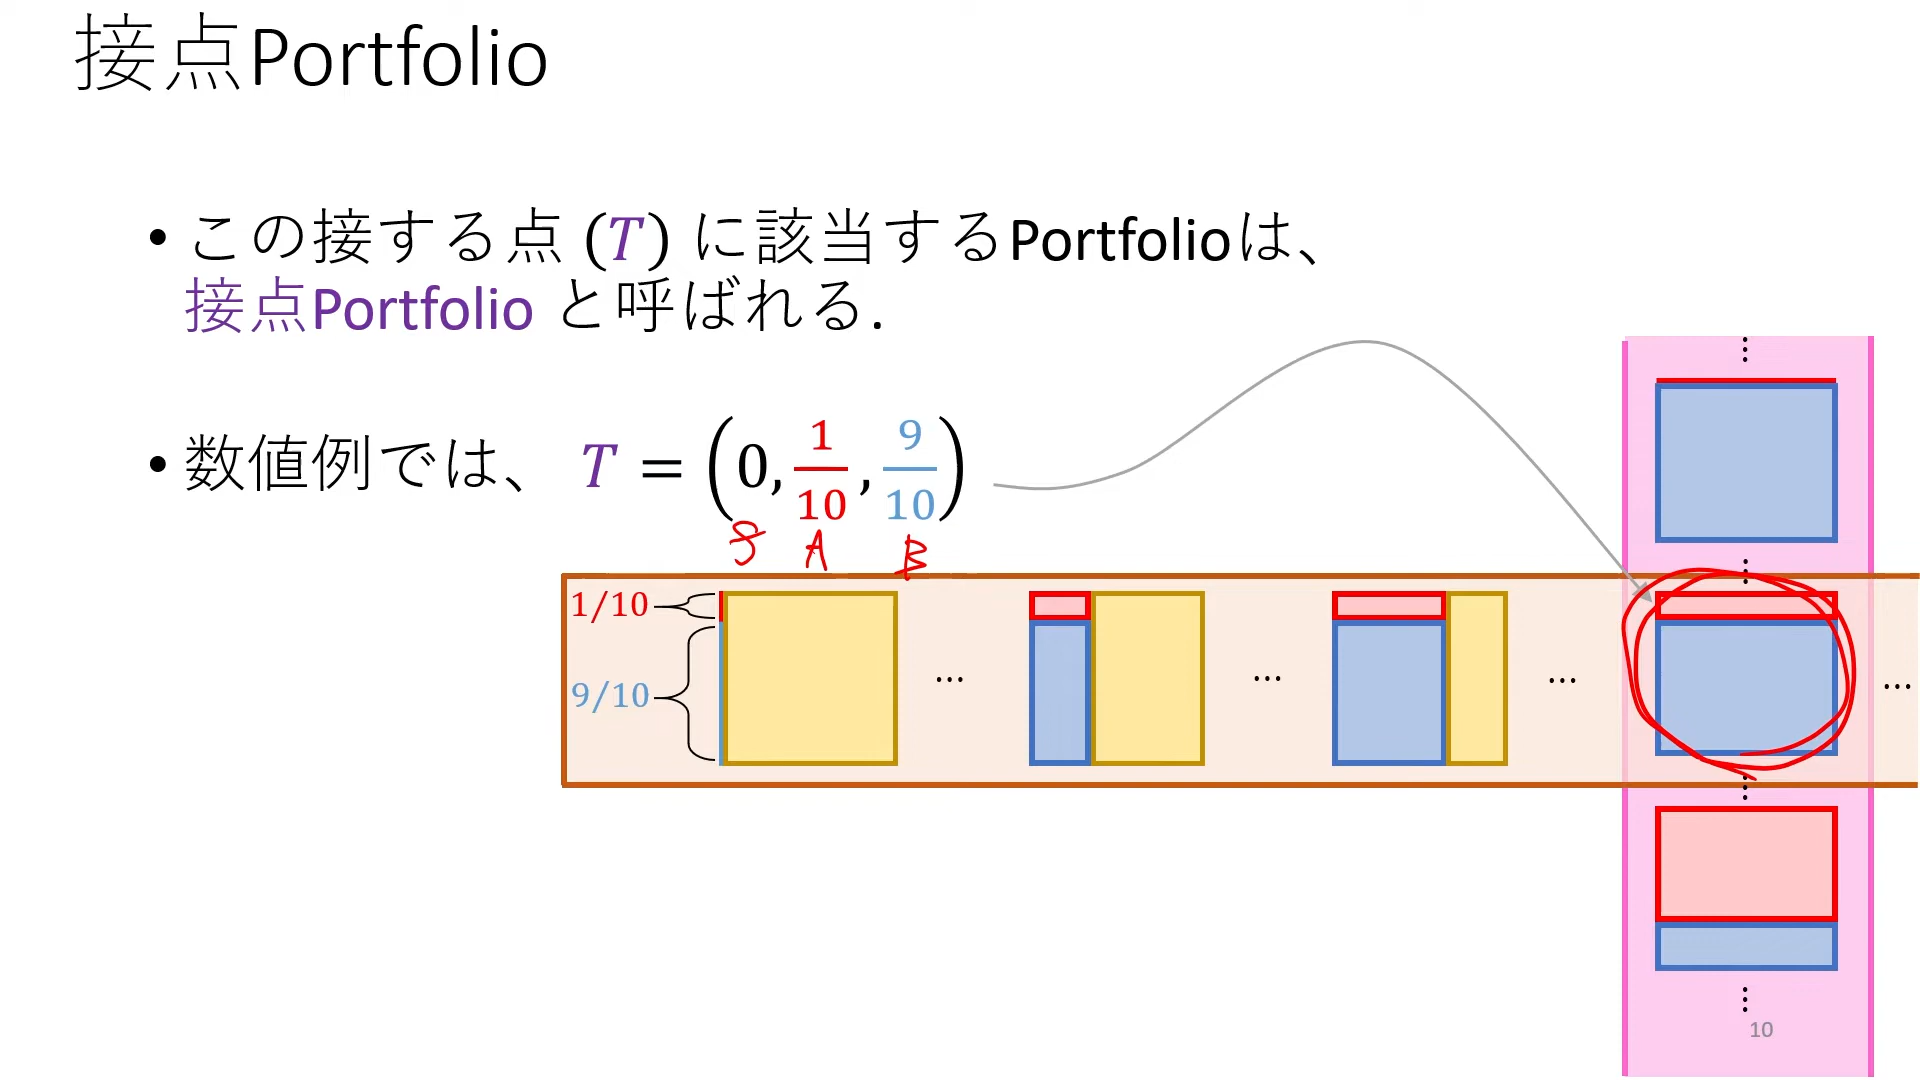 接点Portfolio
• この接する点 (T) に該当するPortfolioは、
接点Portfolio と呼ばれる.
• 数値例では、 T = (0, 1/10, 9/10)
A B
1/10
9/10
… … … …
10